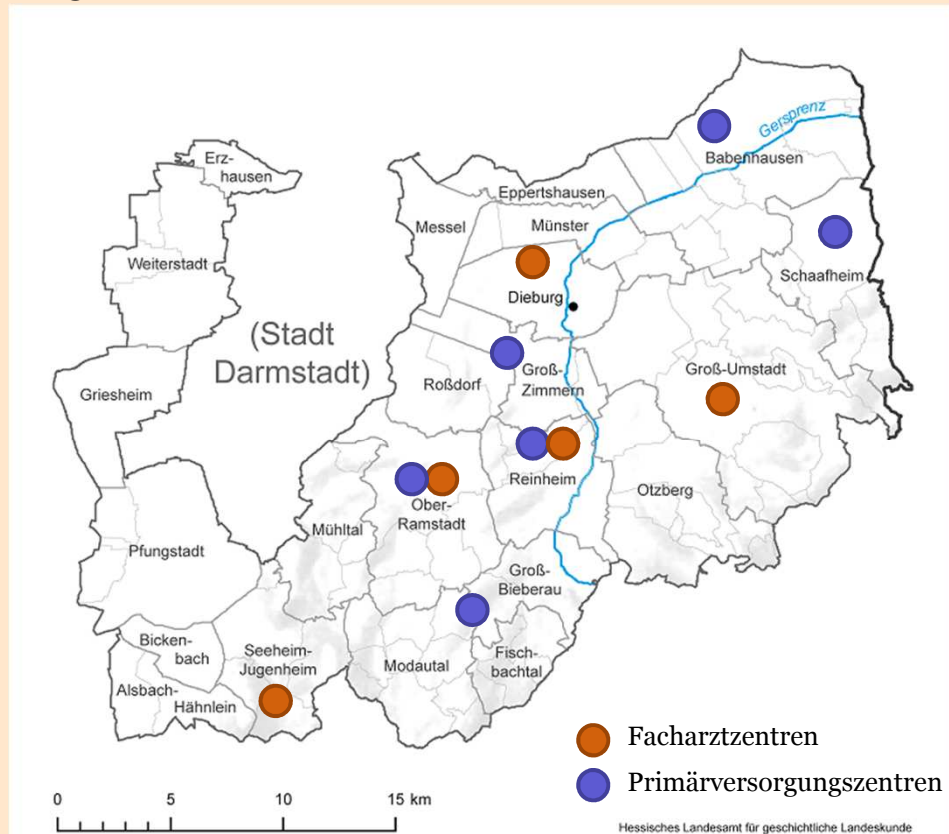 Gersprenz
Babenhausen
Erz-
hausen
Eppertshausen
Messel
Münster
Weiterstadt
Schaafheim
Dieburg
(Stadt
Darmstadt)
Groß-
Zimmern
Groß-Umstadt
Roßdorf
Griesheim
Reinheim
Otzberg
Ober-
Ramstadt
Mühltal
Pfungstadt
Groß-
Bieberau
Bicken-
bach
Seeheim-
Jugenheim
Modautal
Fisch-
bachtal
Alsbach-
Hähnlein
Facharztzentren
Primärversorgungszentren
0 5 10 15 km
Hessisches Landesamt für geschichtliche Landeskunde